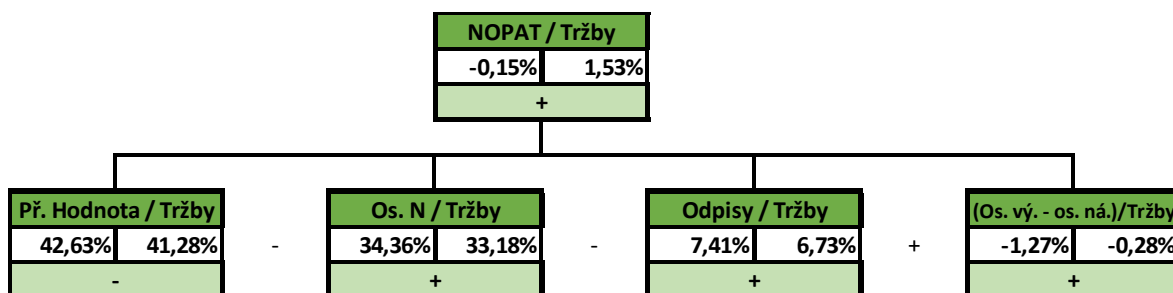 NOPAT / Tržby
-0,15% 1,53%
+
Př. Hodnota / Tržby Os. N / Tržby Odpisy / Tržby (Os. vý. - os. ná.)/Tržby
42,63% 41,28% - 34,36% 33,18% - 7,41% 6,73% + -1,27% -0,28%
- + + +